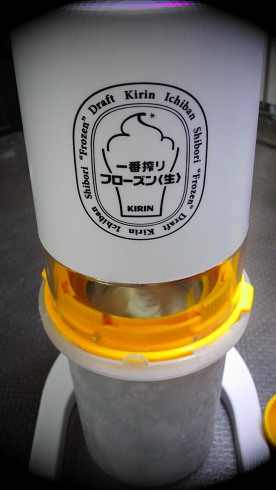 Shibori "Frozen" Draft Kirin Ichiban Shibori "Frozen" Draft Kirin Ichiban
一番搾り
フローズン〈生〉
KIRIN